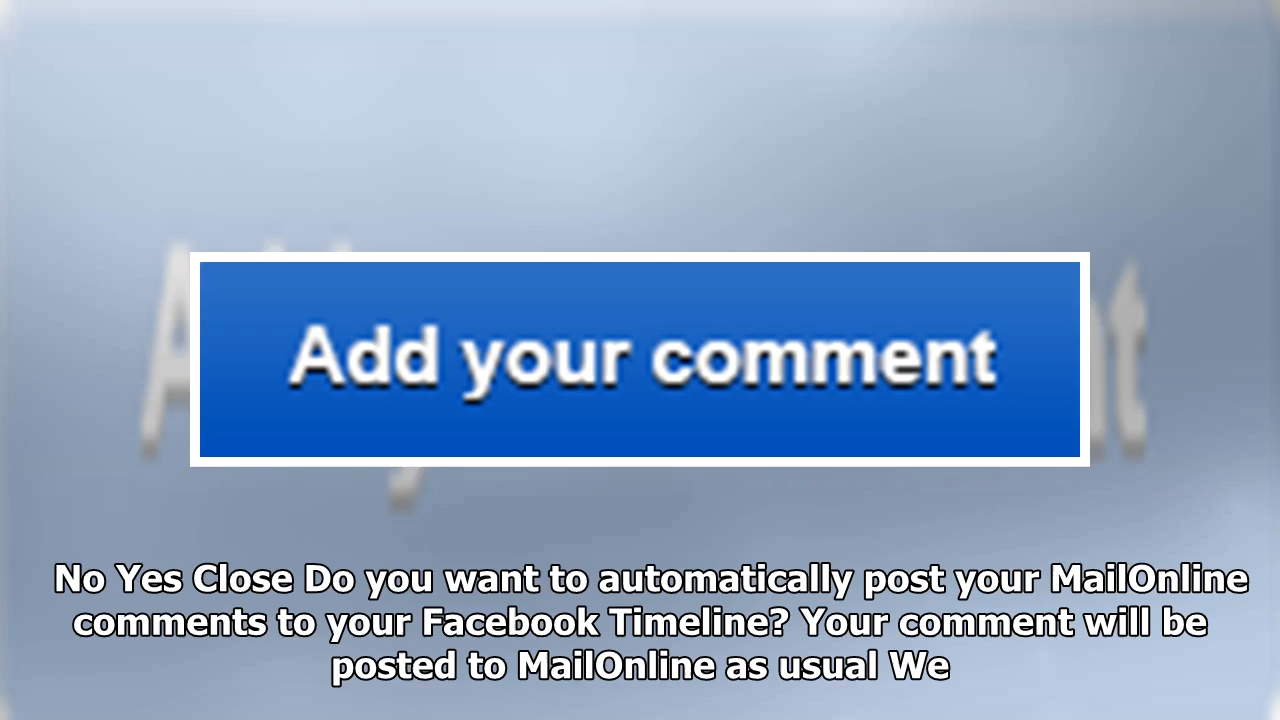 Add your comment
No Yes Close Do you want to automatically post your MailOnline
comments to your Facebook Timeline? Your comment will be
posted to MailOnline as usual We